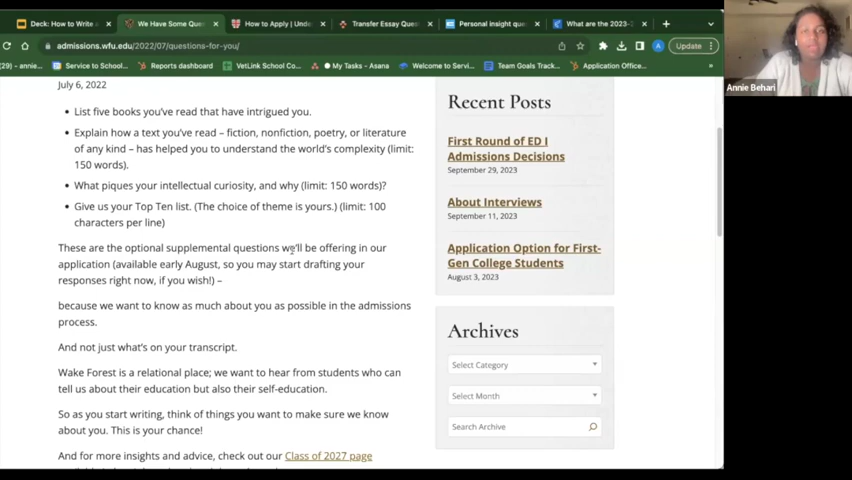 Deck: How to Write
We Have Some Ques
How to Apply | Unde
Transfer Essay Ques
Personal insight que
What are the 2023-2
admissions.wfu.edu/2022/07/questions-for-you/
Update
(29) - annie...
Service to School...
Reports dashboard
VetLink School Co...
My Tasks - Asana
Welcome to Servi...
Team Goals Track...
Application Office...
Annie Behari
July 6, 2022
• List five books you've read that have intrigued you.
• Explain how a text you've read – fiction, nonfiction, poetry, or literature
of any kind – has helped you to understand the world's complexity (limit:
150 words).
• What piques your intellectual curiosity, and why (limit: 150 words)?
• Give us your Top Ten list. (The choice of theme is yours.) (limit: 100
characters per line)
These are the optional supplemental questions we'll be offering in our
application (available early August, so you may start drafting your
responses right now, if you wish!) –
because we want to know as much about you as possible in the admissions
process.
And not just what's on your transcript.
Wake Forest is a relational place; we want to hear from students who can
tell us about their education but also their self-education.
So as you start writing, think of things you want to make sure we know
about you. This is your chance!
And for more insights and advice, check out our Class of 2027 page
Recent Posts
First Round of ED I
Admissions Decisions
September 29, 2023
About Interviews
September 11, 2023
Application Option for First-
Gen College Students
August 3, 2023
Archives
Select Category
Select Month
Search Archive